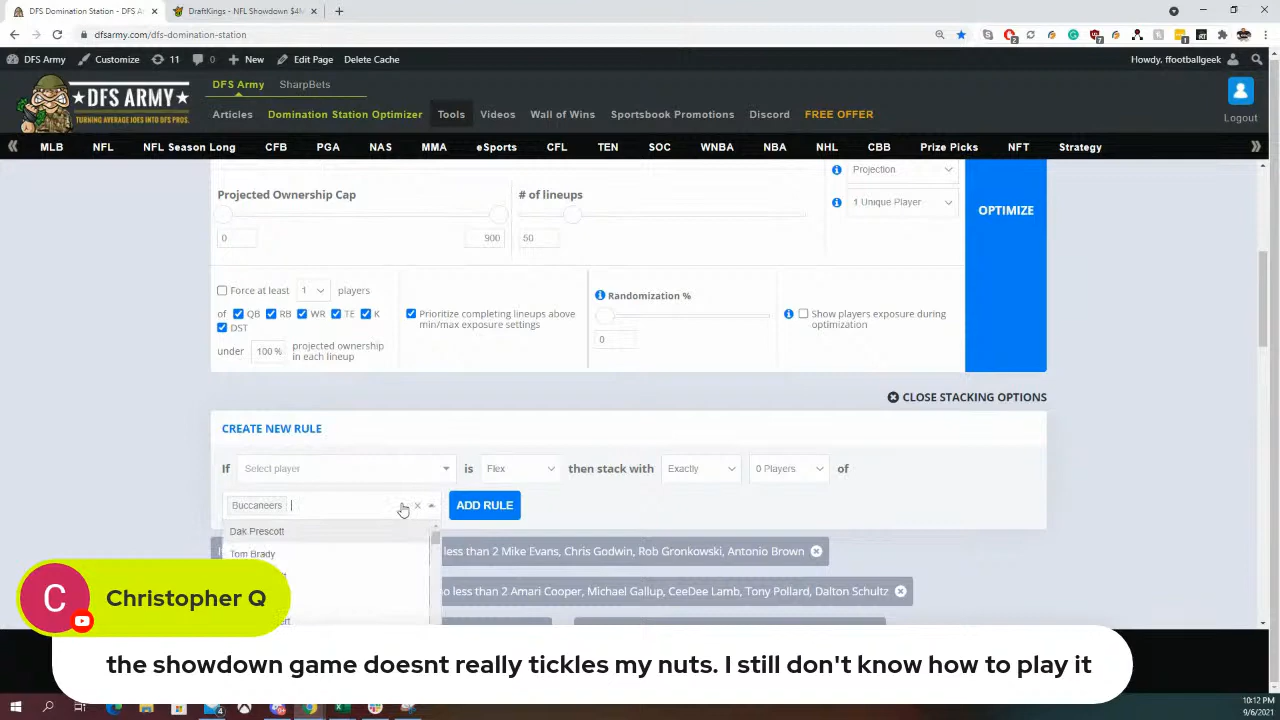 DFS Domination Station - DFS A
DraftKings - NFL Showdown $4M
dfsarmy.com/dfs-domination-station
DFS Army
Customize
11
0
New
Edit Page
Delete Cache
Howdy, ffootballgeek
DFS ARMY
TURNING AVERAGE JOES INTO DFS PROS.
DFS Army
SharpBets
Articles
Domination Station Optimizer
Tools
Videos
Wall of Wins
Sportsbook Promotions
Discord
FREE OFFER
Logout
MLB
NFL
NFL Season Long
CFB
PGA
NAS
MMA
eSports
CFL
TEN
SOC
WNBA
NBA
NHL
CBB
Prize Picks
NFT
Strategy
Projected Ownership Cap
0
900
# of lineups
50
Projection
1 Unique Player
OPTIMIZE
Force at least 1 players
of QB RB WR TE K
DST
under 100 % projected ownership
in each lineup
Prioritize completing lineups above
min/max exposure settings
Randomization %
0
Show players exposure during
optimization
CLOSE STACKING OPTIONS
CREATE NEW RULE
If Select player is Flex then stack with Exactly 0 Players of
Buccaneers
ADD RULE
Dak Prescott
Tom Brady
less than 2 Mike Evans, Chris Godwin, Rob Gronkowski, Antonio Brown
no less than 2 Amari Cooper, Michael Gallup, CeeDee Lamb, Tony Pollard, Dalton Schultz
C
Christopher Q
the showdown game doesnt really tickles my nuts. I still don't know how to play it
10:12 PM
9/6/2021